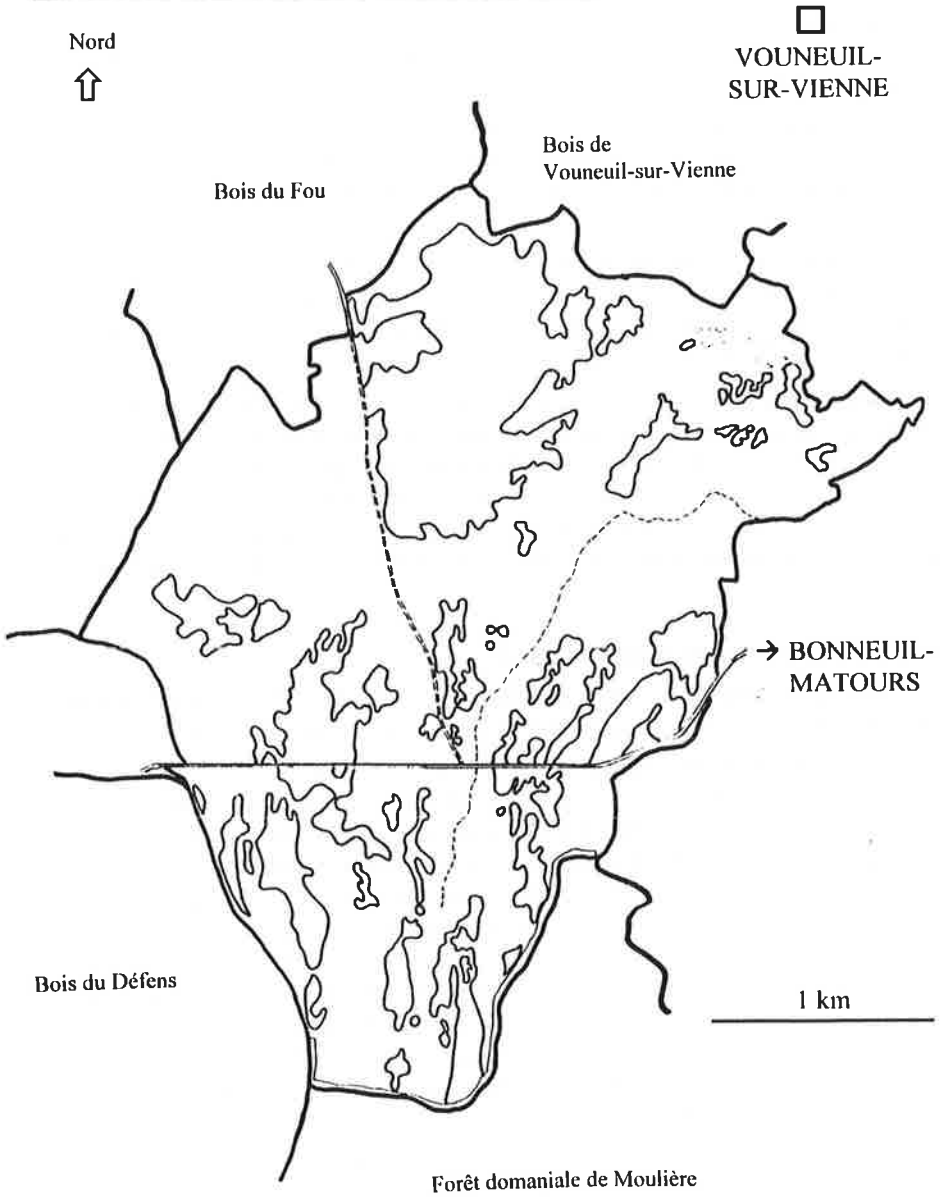 Nord
VOUNEUIL-
SUR-VIENNE
Bois de
Vouneuil-sur-Vienne
Bois du Fou
→ BONNEUIL-
MATOURS
Bois du Défens
1 km
Forêt domaniale de Moulière